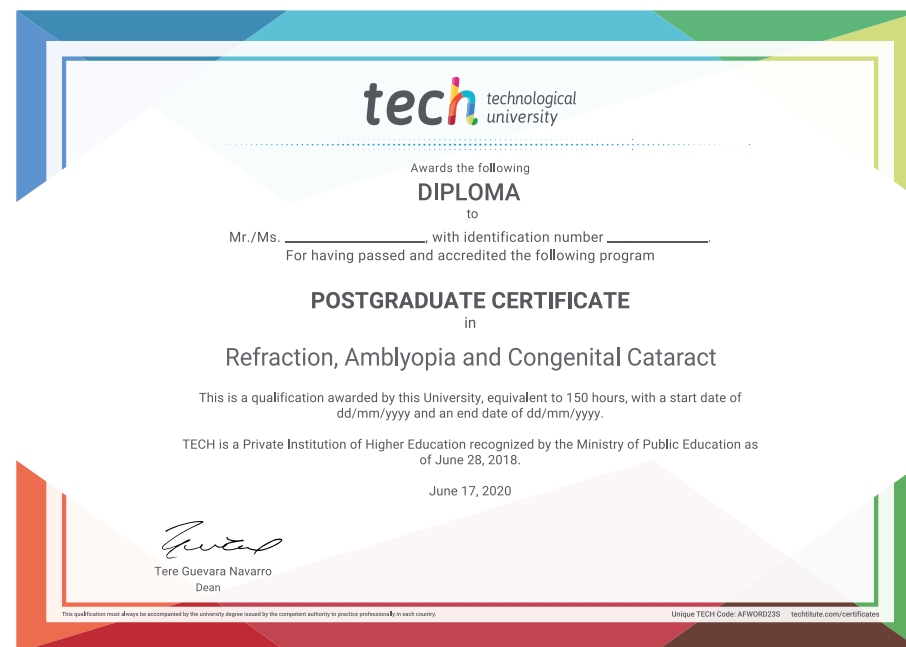 tech technological
university
Awards the following
DIPLOMA
to
Mr./Ms. ____________________, with identification number ______________.
For having passed and accredited the following program
POSTGRADUATE CERTIFICATE
in
Refraction, Amblyopia and Congenital Cataract
This is a qualification awarded by this University, equivalent to 150 hours, with a start date of
dd/mm/yyyy and an end date of dd/mm/yyyy.
TECH is a Private Institution of Higher Education recognized by the Ministry of Public Education as
of June 28, 2018.
June 17, 2020
Tere Guevara Navarro
Dean
This qualification must always be accompanied by the university degree issued by the competent authority to practice professionally in each country.
Unique TECH Code: AFWORD23S techtitute.com/certificates